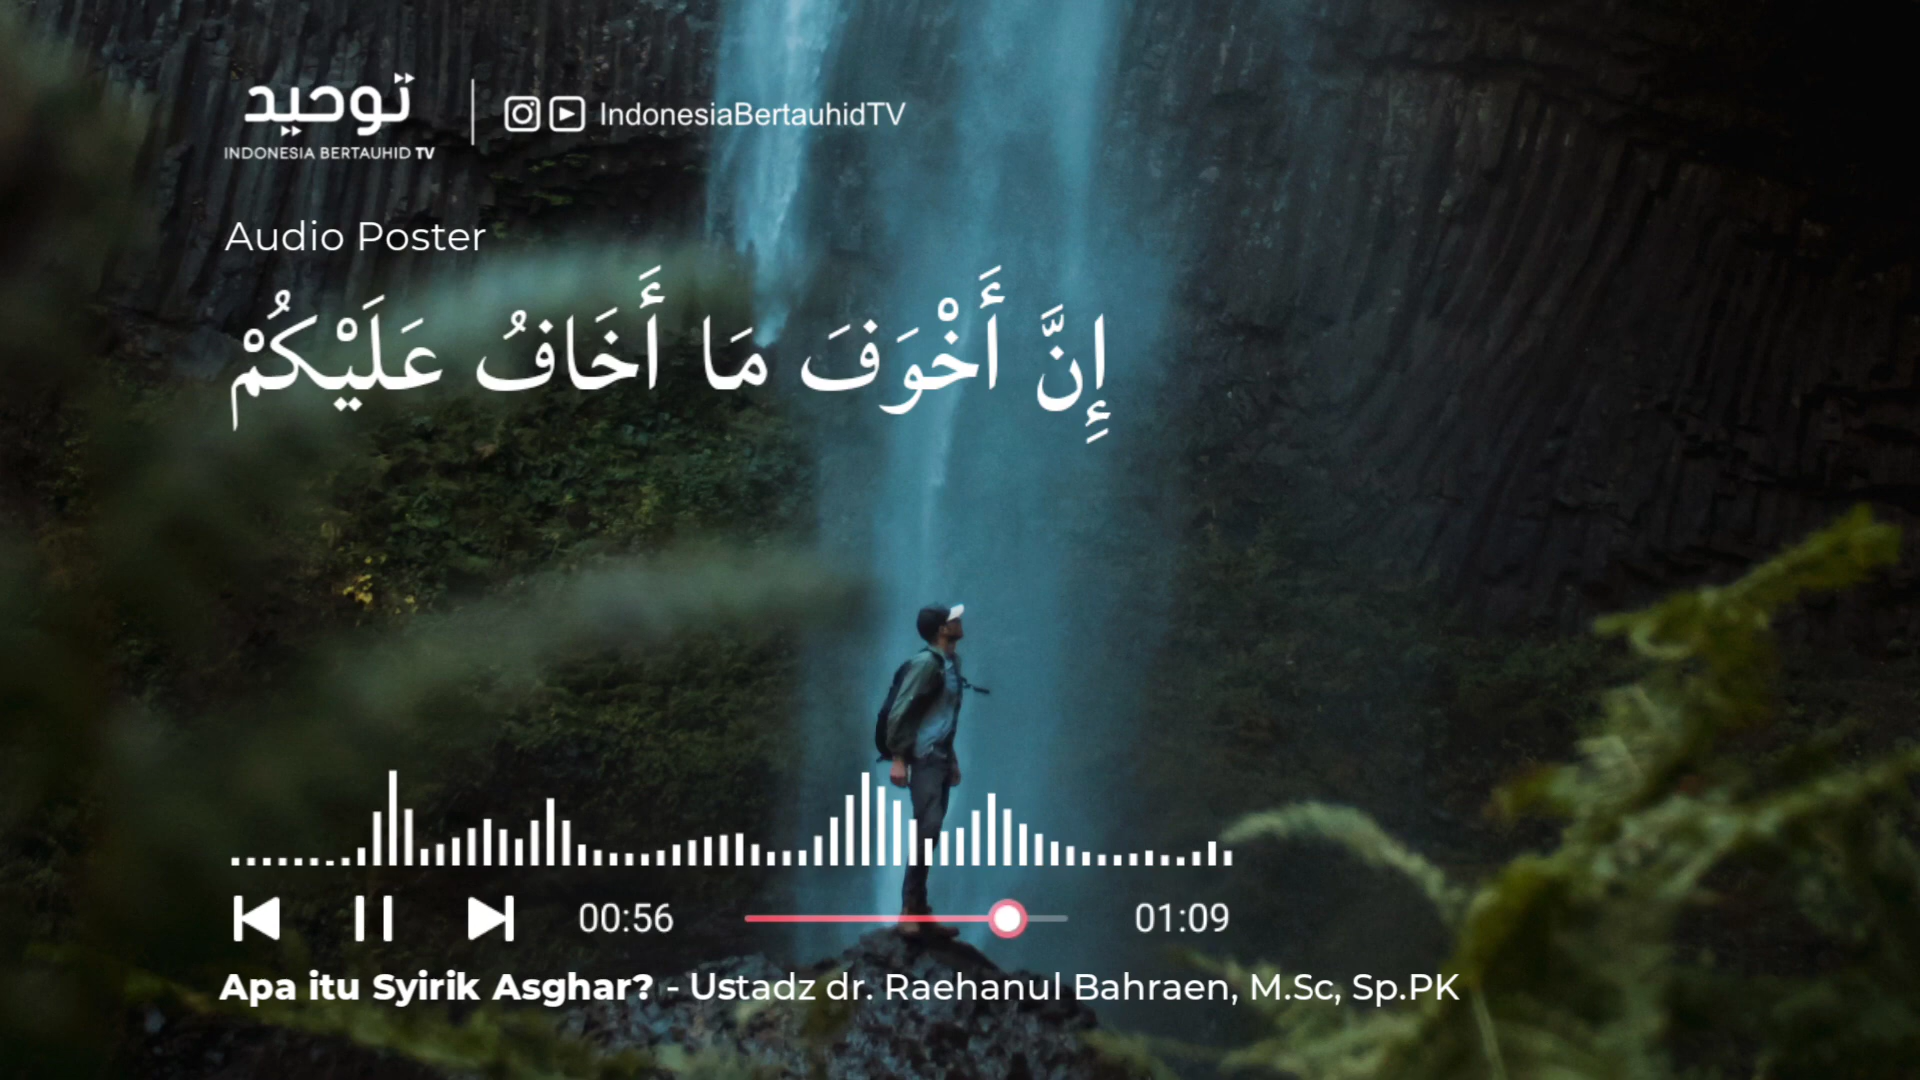 توحيد
INDONESIA BERTAUHID TV
IndonesiaBertauhidTV
Audio Poster
إِنَّ أَخْوَفَ مَا أَخَافُ عَلَيْكُمْ
00:56
01:09
Apa itu Syirik Asghar? - Ustadz dr. Raehanul Bahraen, M.Sc, Sp.PK